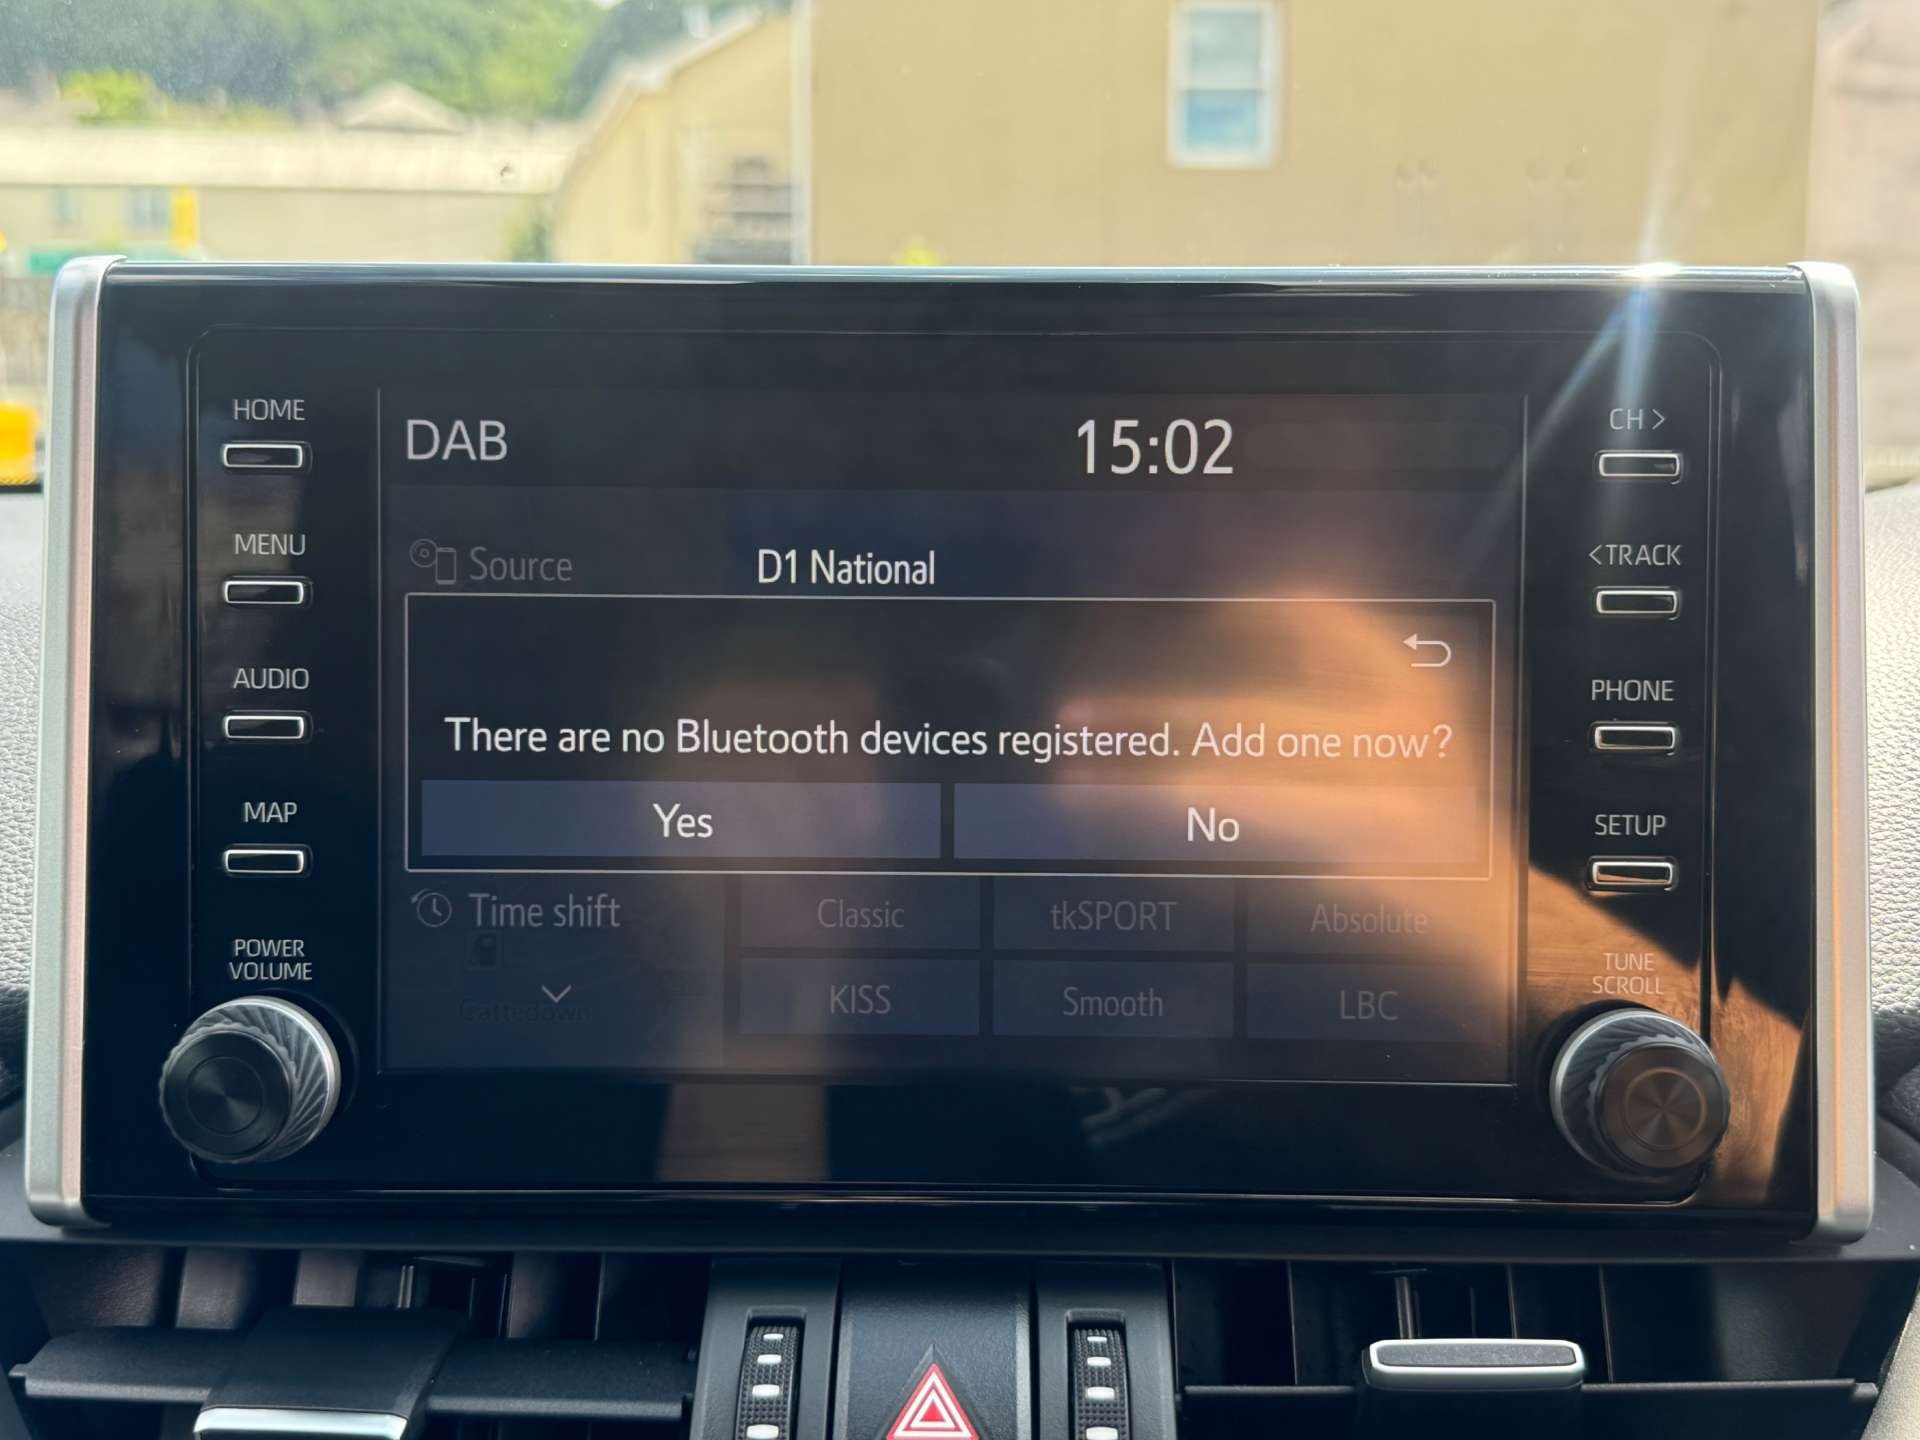 HOME
MENU
AUDIO
MAP
POWER
VOLUME
DAB
15:02
Source
D1 National
There are no Bluetooth devices registered. Add one now?
Yes
No
Time shift
Classic
tkSPORT
Absolute
KISS
Smooth
LBC
CH >
<TRACK
PHONE
SETUP
TUNE
SCROLL